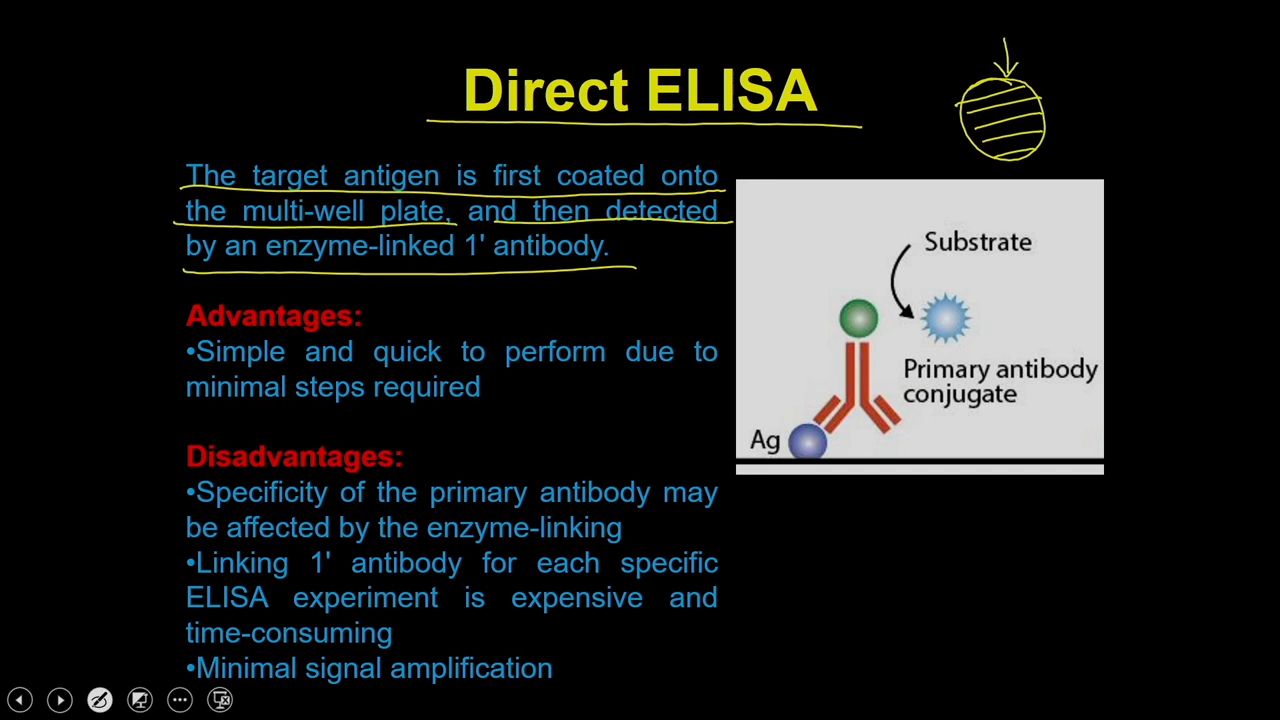 Direct ELISA
The target antigen is first coated onto
the multi-well plate, and then detected
by an enzyme-linked 1' antibody.
Advantages:
•Simple and quick to perform due to
minimal steps required
Disadvantages:
•Specificity of the primary antibody may
be affected by the enzyme-linking
•Linking 1' antibody for each specific
ELISA experiment is expensive and
time-consuming
•Minimal signal amplification
Substrate
Primary antibody
conjugate
Ag